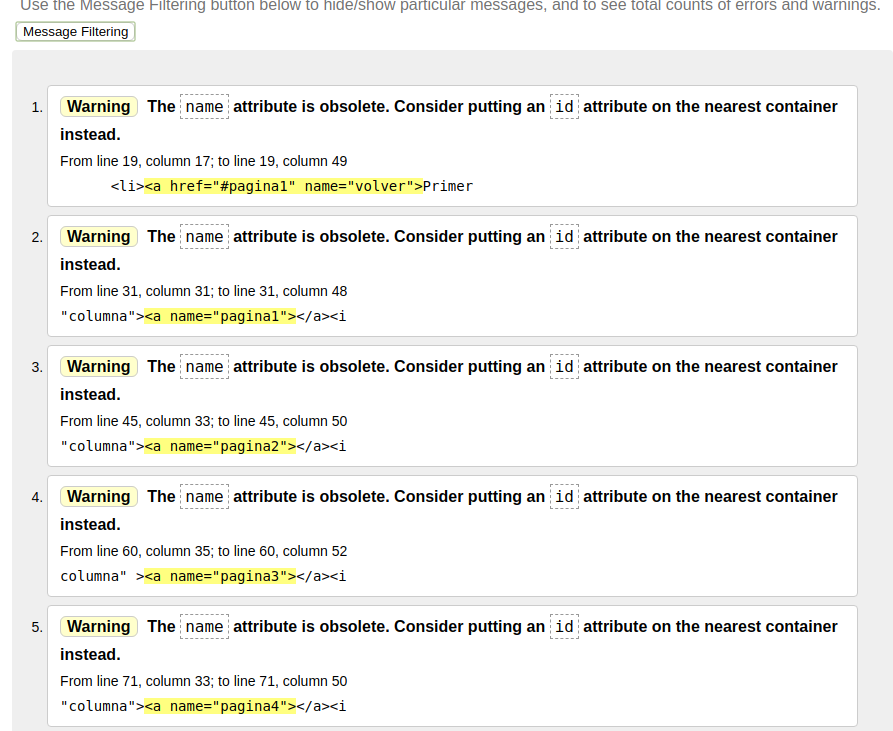 Use the Message Filtering button below to hide/show particular messages, and to see total counts of errors and warnings.
Message Filtering
1. Warning The name attribute is obsolete. Consider putting an id attribute on the nearest container
instead.
From line 19, column 17; to line 19, column 49
<li><a href="#pagina1" name="volver">Primer
2. Warning The name attribute is obsolete. Consider putting an id attribute on the nearest container
instead.
From line 31, column 31; to line 31, column 48
"columna"><a name="pagina1"></a><i
3. Warning The name attribute is obsolete. Consider putting an id attribute on the nearest container
instead.
From line 45, column 33; to line 45, column 50
"columna"><a name="pagina2"></a><i
4. Warning The name attribute is obsolete. Consider putting an id attribute on the nearest container
instead.
From line 60, column 35; to line 60, column 52
columna" ><a name="pagina3"></a><i
5. Warning The name attribute is obsolete. Consider putting an id attribute on the nearest container
instead.
From line 71, column 33; to line 71, column 50
"columna"><a name="pagina4"></a><i